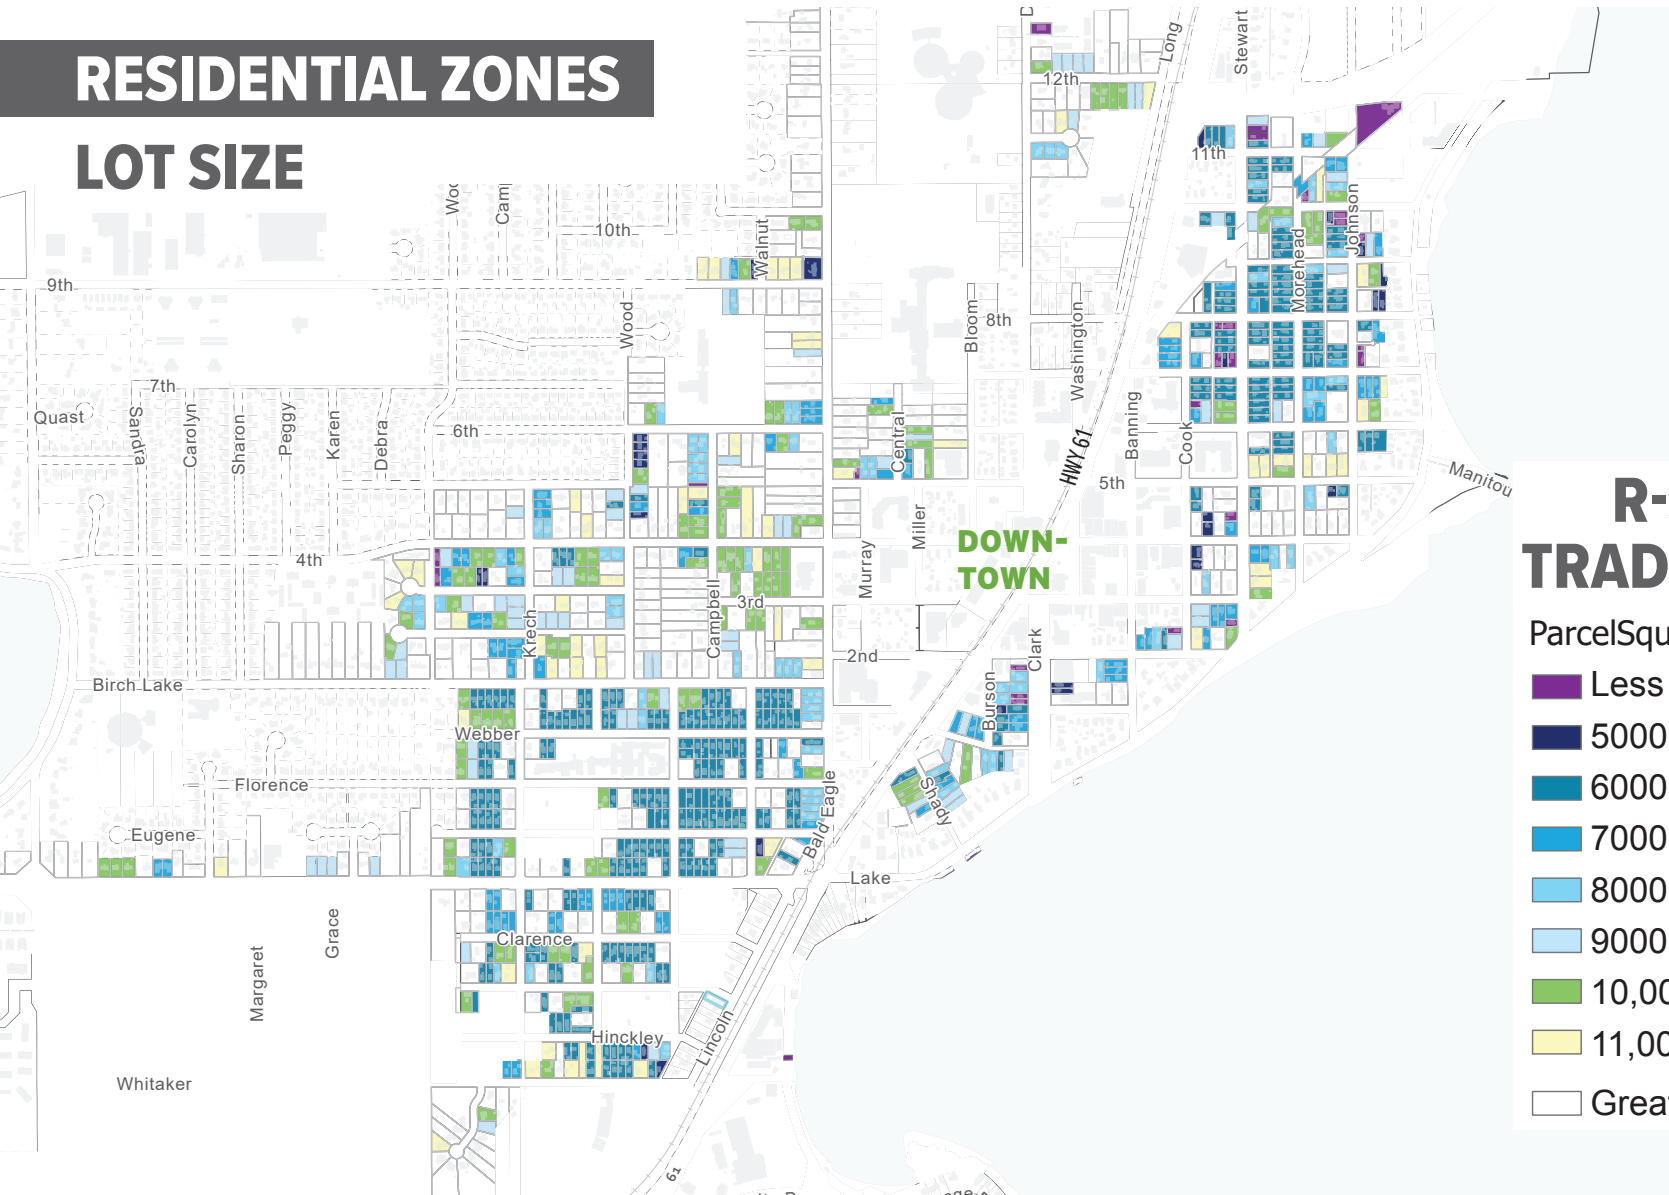 RESIDENTIAL ZONES
LOT SIZE
Long
Stewart
12th
11th
Johnson
Morehead
10th
Walnut
9th
Wood
Bloom
8th
Washington
7th
Quast
Sandra
Carolyn
Sharon
Peggy
Karen
Debra
6th
Central
Banning
Cook
HWY 61
5th
Manitou
R-
TRAD
DOWN-
TOWN
Miller
Murray
4th
3rd
Campbell
Krech
2nd
Clark
Burson
Birch Lake
Webber
Florence
Eugene
Bald Eagle
Shady
Lake
Grace
Margaret
Clarence
Hinckley
Lincoln
Whitaker
61
ParcelSqu
Less
5000
6000
7000
8000
9000
10,00
11,00
Grea